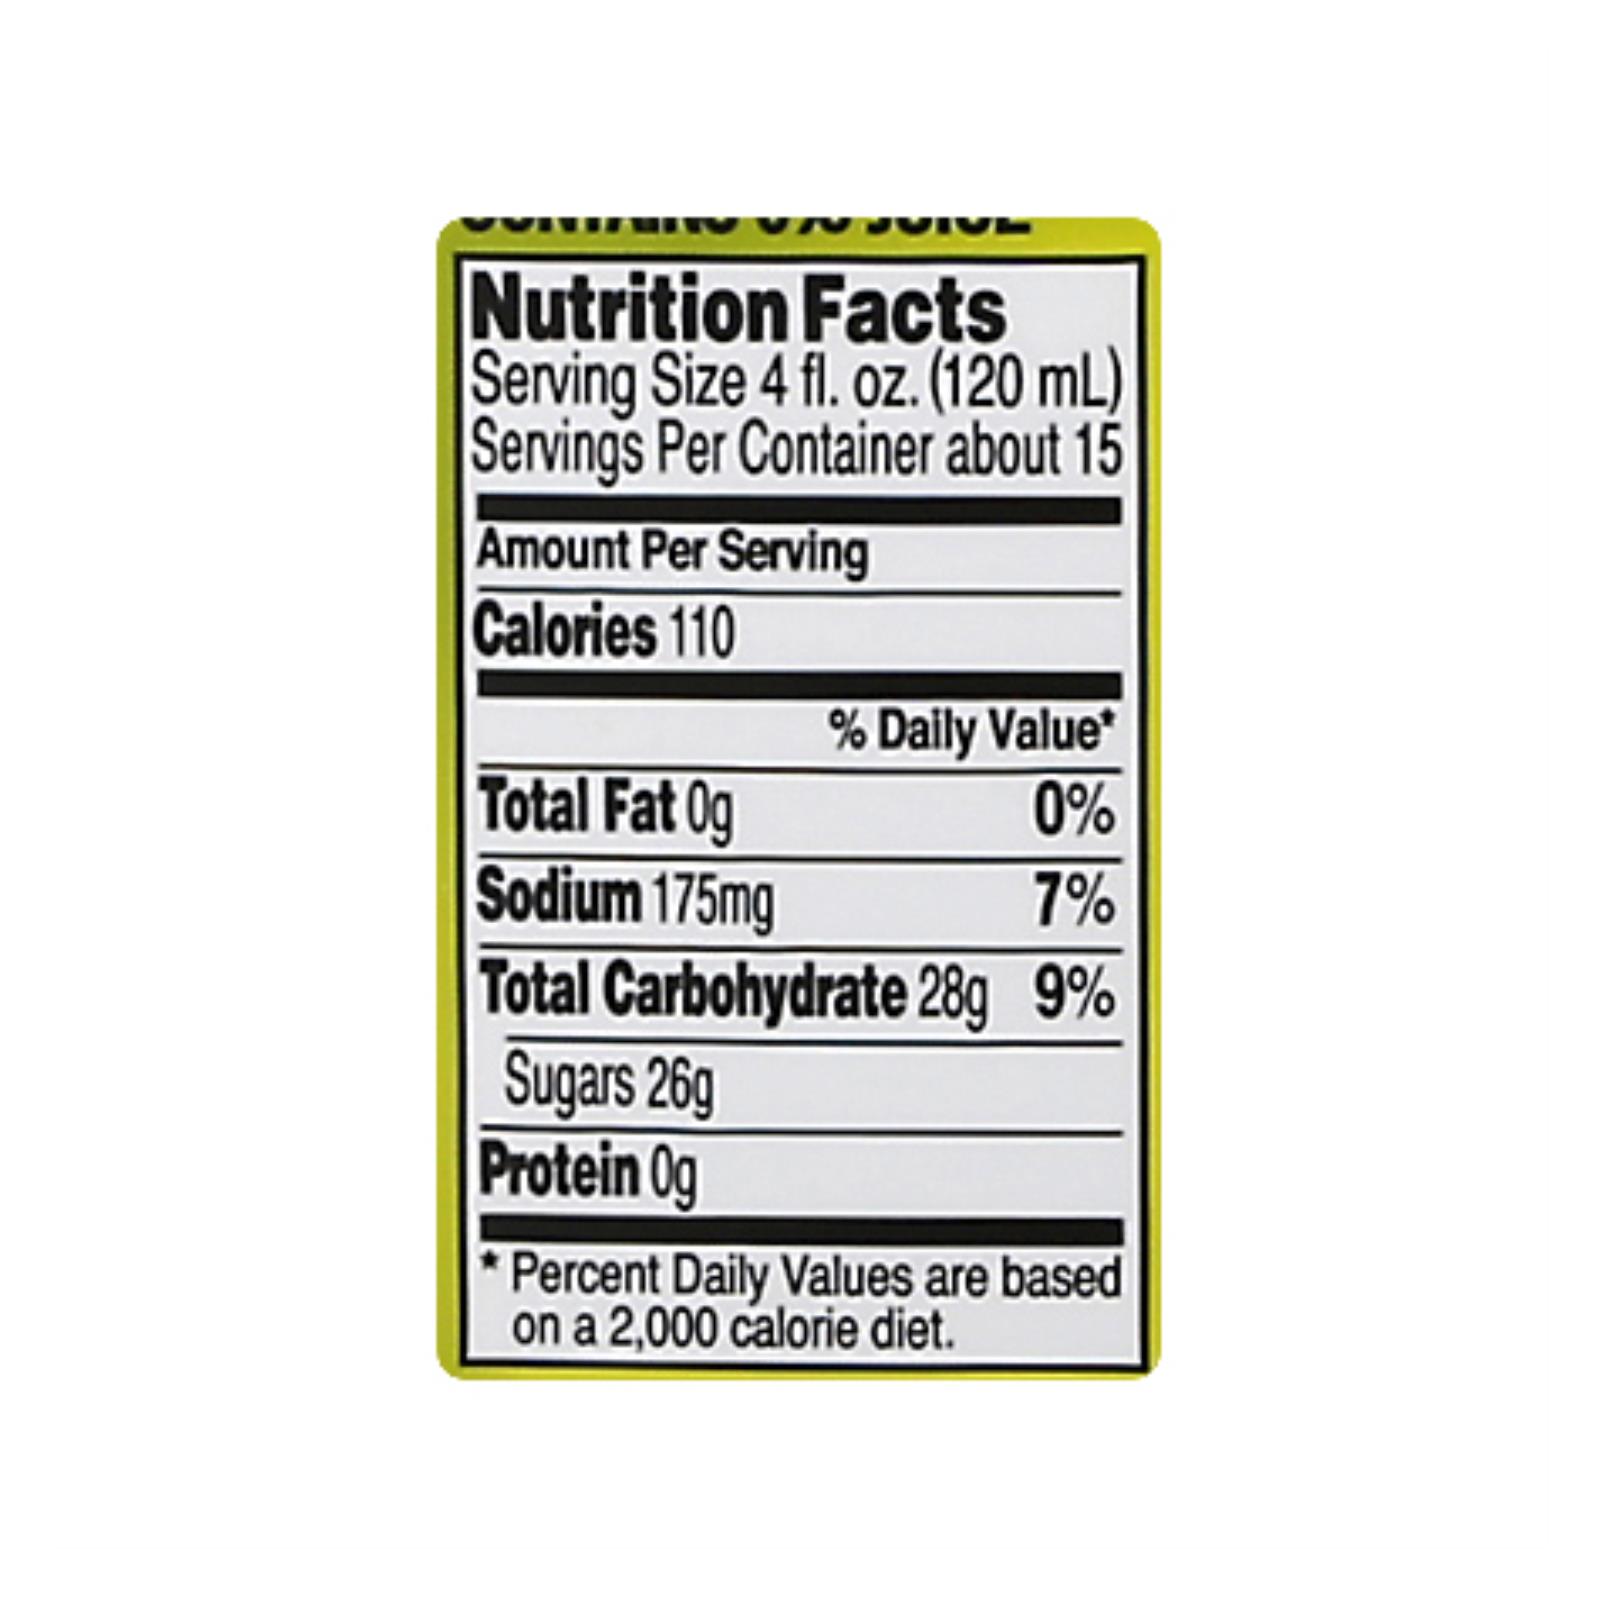 Nutrition Facts
Serving Size 4 fl. oz. (120 mL)
Servings Per Container about 15
Amount Per Serving
Calories 110
% Daily Value*
Total Fat 0g 0%
Sodium 175mg 7%
Total Carbohydrate 28g 9%
Sugars 26g
Protein 0g
* Percent Daily Values are based
on a 2,000 calorie diet.